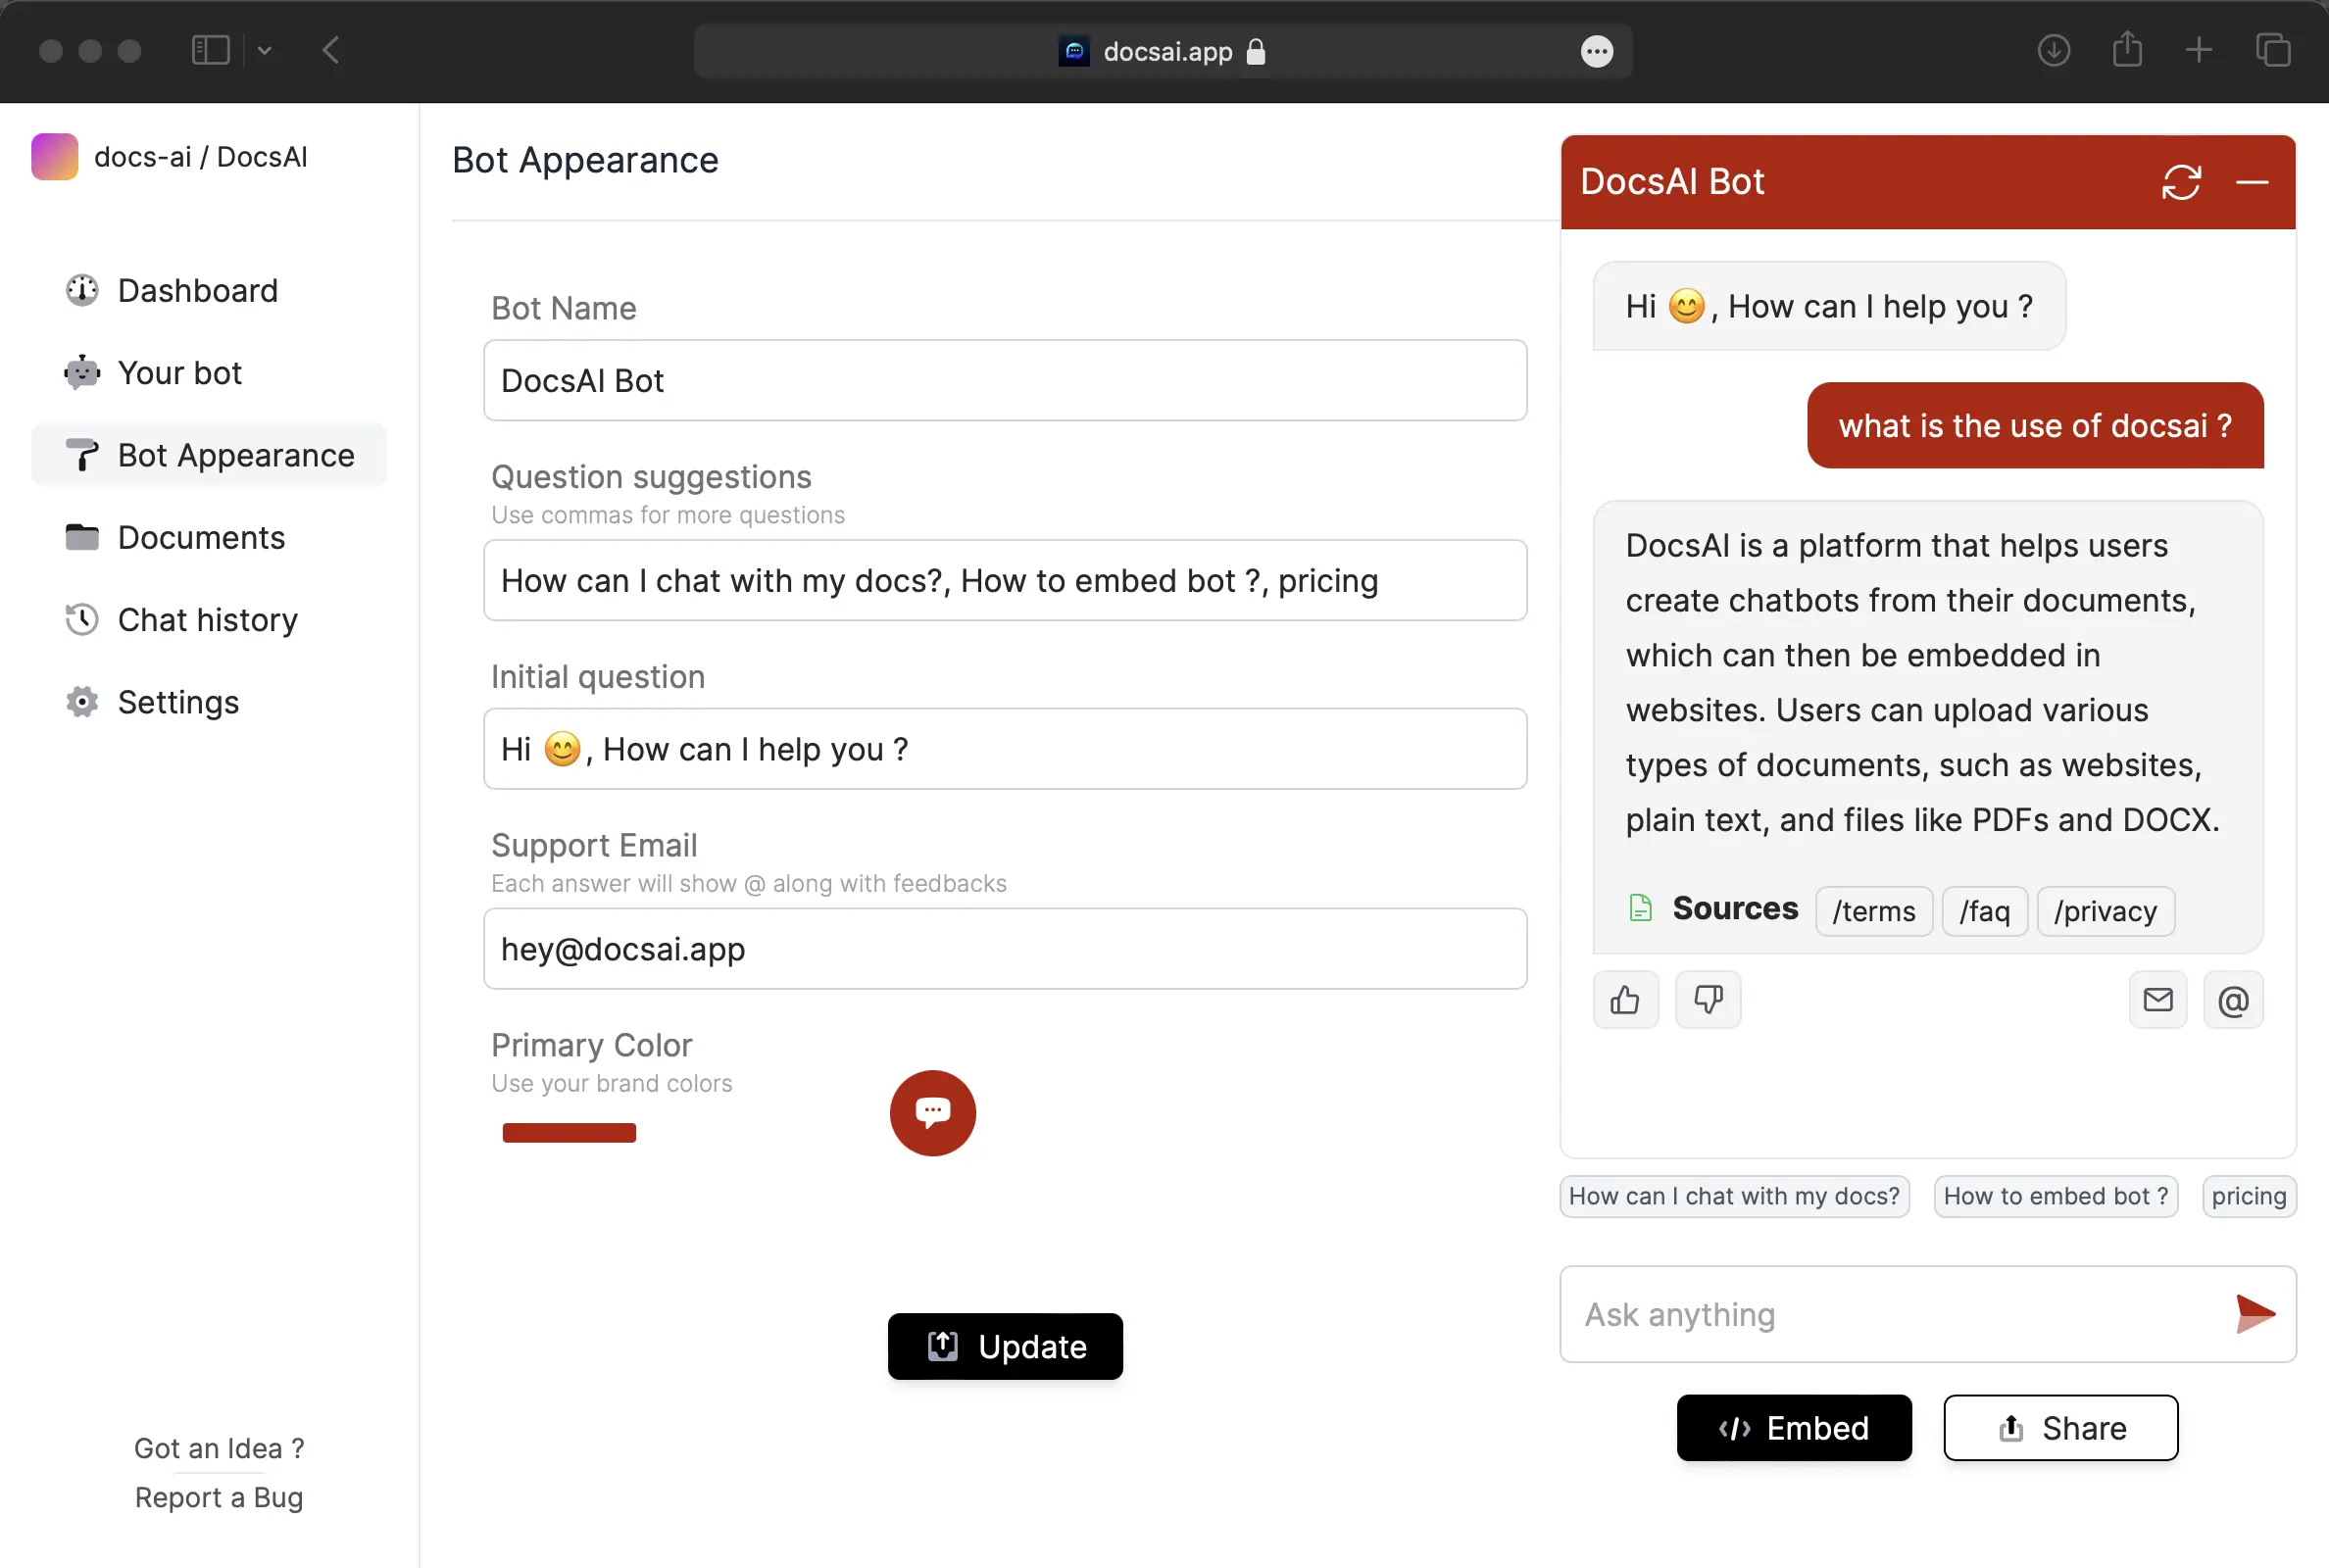 docsai.app
docs-ai / DocsAI
Dashboard
Your bot
Bot Appearance
Documents
Chat history
Settings
Got an Idea ?
Report a Bug
Bot Appearance
Bot Name
DocsAI Bot
Question suggestions
Use commas for more questions
How can I chat with my docs?, How to embed bot ?, pricing
Initial question
Hi 😊, How can I help you ?
Support Email
Each answer will show @ along with feedbacks
hey@docsai.app
Primary Color
Use your brand colors
Update
DocsAI Bot
Hi 😊, How can I help you ?
what is the use of docsai ?
DocsAI is a platform that helps users
create chatbots from their documents,
which can then be embedded in
websites. Users can upload various
types of documents, such as websites,
plain text, and files like PDFs and DOCX.
Sources /terms /faq /privacy
@
How can I chat with my docs? How to embed bot ? pricing
Ask anything
</> Embed Share